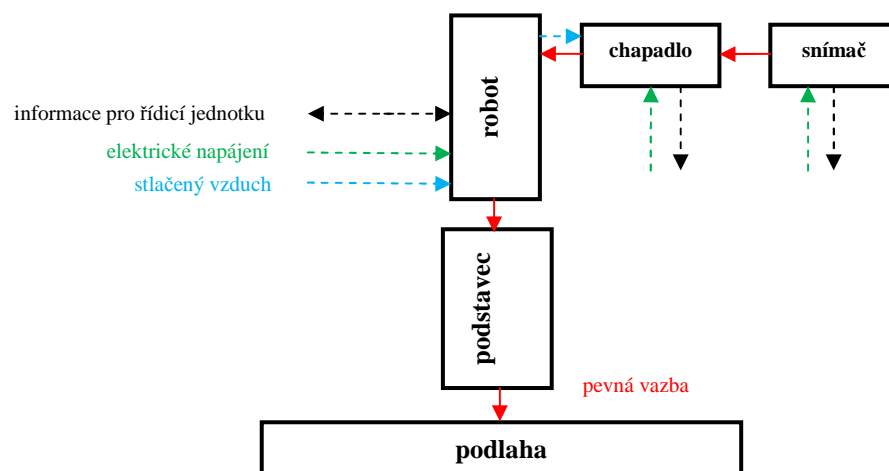 chapadlo
snímač
robot
informace pro řídicí jednotku
elektrické napájení
stlačený vzduch
podstavec
pevná vazba
podlaha